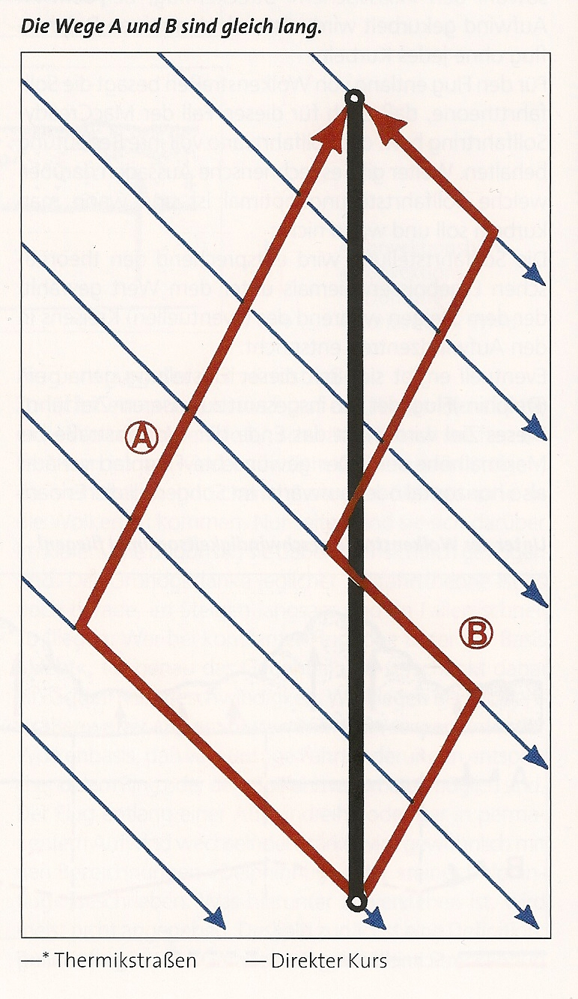 Die Wege A und B sind gleich lang.
A
B
* Thermikstraßen — Direkter Kurs